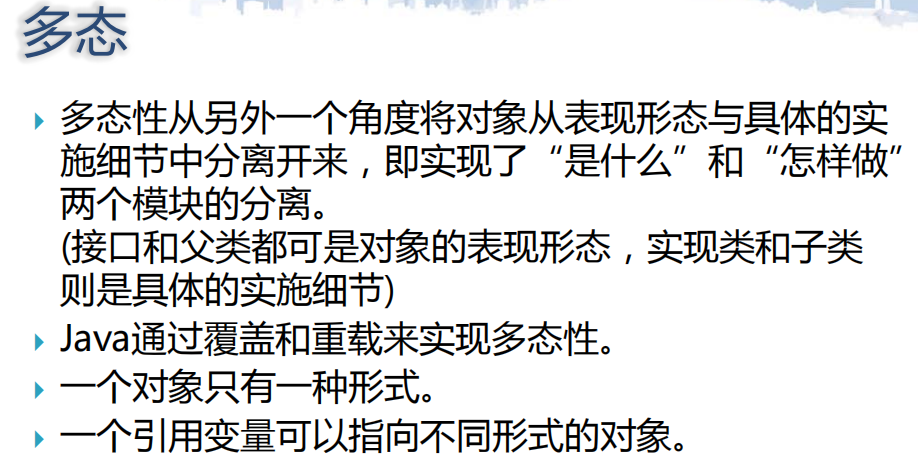 多态
多态性从另外一个角度将对象从表现形态与具体的实
施细节中分离开来，即实现了“是什么”和“怎样做”
两个模块的分离。
(接口和父类都可是对象的表现形态，实现类和子类
则是具体的实施细节)
Java通过覆盖和重载来实现多态性。
一个对象只有一种形式。
一个引用变量可以指向不同形式的对象。